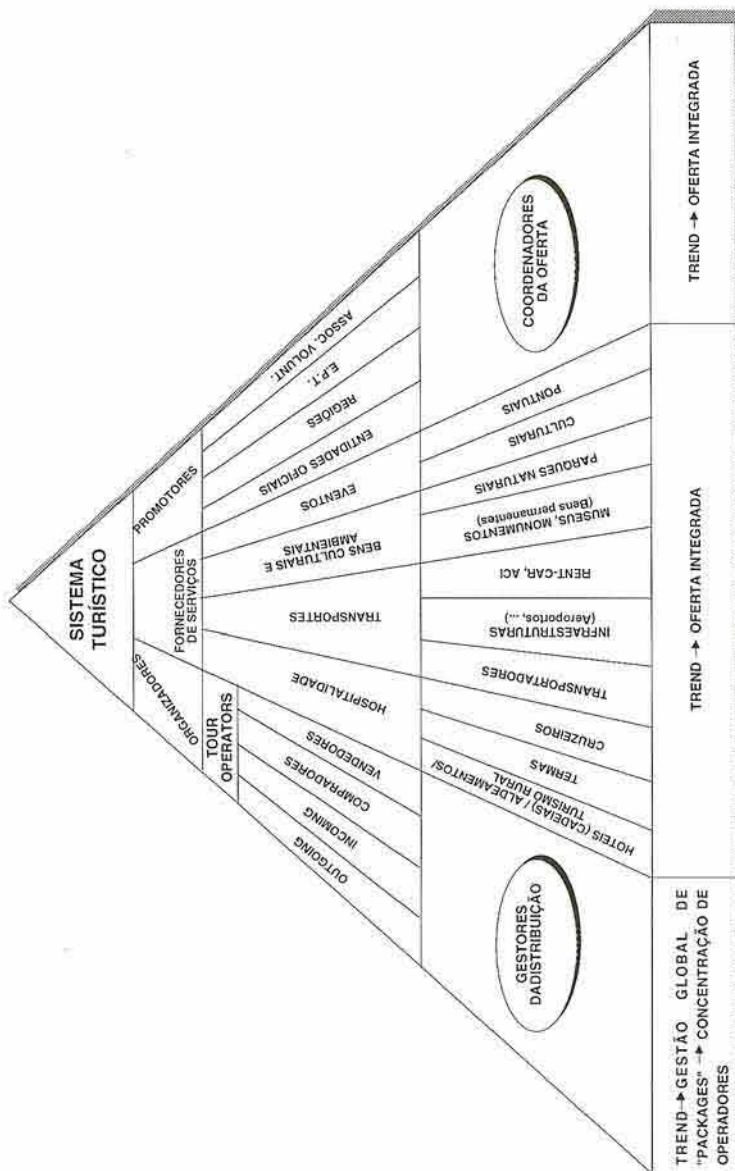 SISTEMA
TURÍSTICO
ORGANIZADORES
FORNECEDORES
DE SERVIÇOS
PROMOTORES
TOUR
OPERATORS
OUTGOING
INCOMING
COMPRADORES
VENDEDORES
HOSPITALIDADE
TRANSPORTES
BENS CULTURAIS E
AMBIENTAIS
EVENTOS
ENTIDADES OFICIAIS
REGIÕES
E.P.T.
ASSOC. VOLUNT.
GESTORES
DADISTRIBUIÇÃO
HOTEIS (CADEIAS) / ALDEAMENTOS/
TURISMO RURAL
TERMAS
CRUZEIROS
TRANSPORTADORES
INFRAESTRUTURAS
(Aeroportos, ...)
RENT-CAR, ACI
MUSEUS, MONUMENTOS
(Bens permanentes)
PARQUES NATURAIS
CULTURAIS
PONTUAIS
COORDENADORES
DA OFERTA
TREND → GESTÃO GLOBAL DE
"PACKAGES" → CONCENTRAÇÃO DE
OPERADORES
TREND → OFERTA INTEGRADA
TREND → OFERTA INTEGRADA